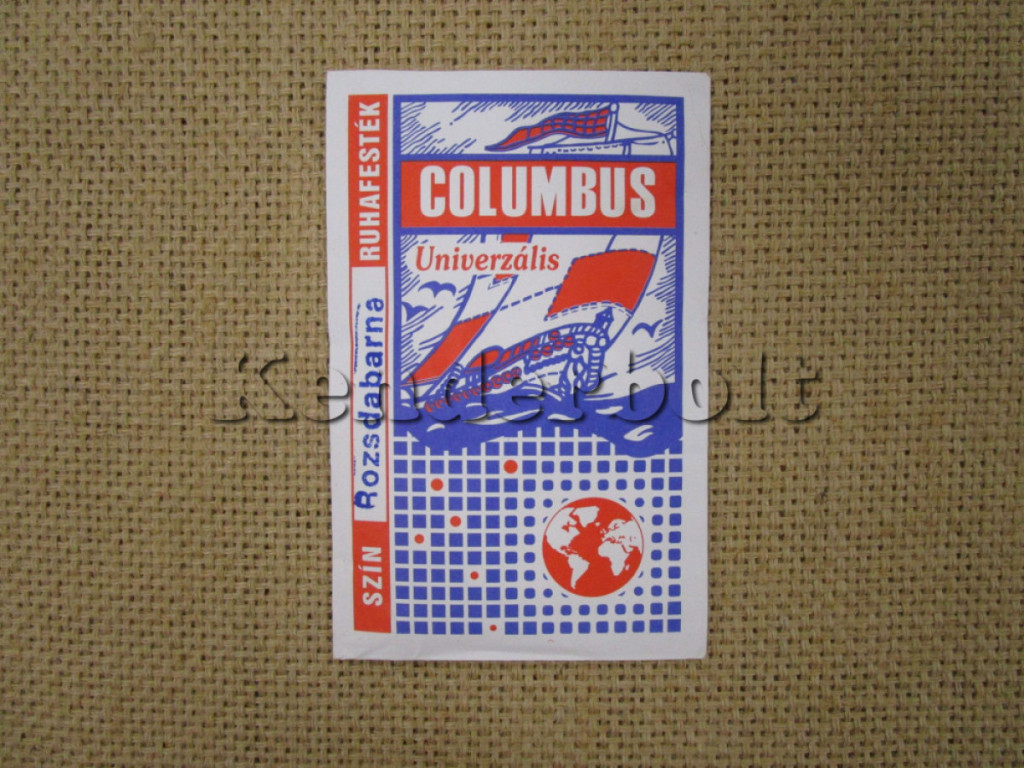 COLUMBUS
Univerzális
RUHAFESTÉK
SZÍN
Rozsdabarna
Kenderbolt